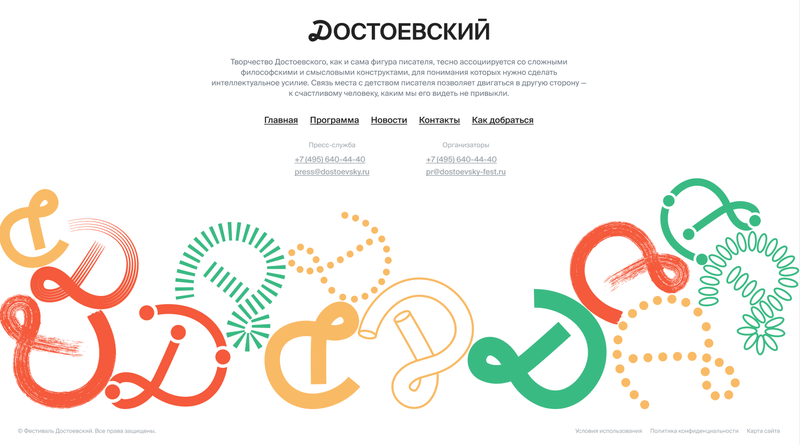 ДОСТОЕВСКИЙ
Творчество Достоевского, как и сама фигура писателя, тесно ассоциируется со сложными
философскими и смысловыми конструктами, для понимания которых нужно сделать
интеллектуальное усилие. Связь места с детством писателя позволяет двигаться в другую сторону —
к счастливому человеку, каким мы его видеть не привыкли.
Главная Программа Новости Контакты Как добраться
Пресс-служба Организаторы
+7 (495) 640-44-40 +7 (495) 640-44-40
press@dostoevsky.ru pr@dostoevsky-fest.ru
© Фестиваль Достоевский. Все права защищены. Условия использования Политика конфиденциальности Карта сайта